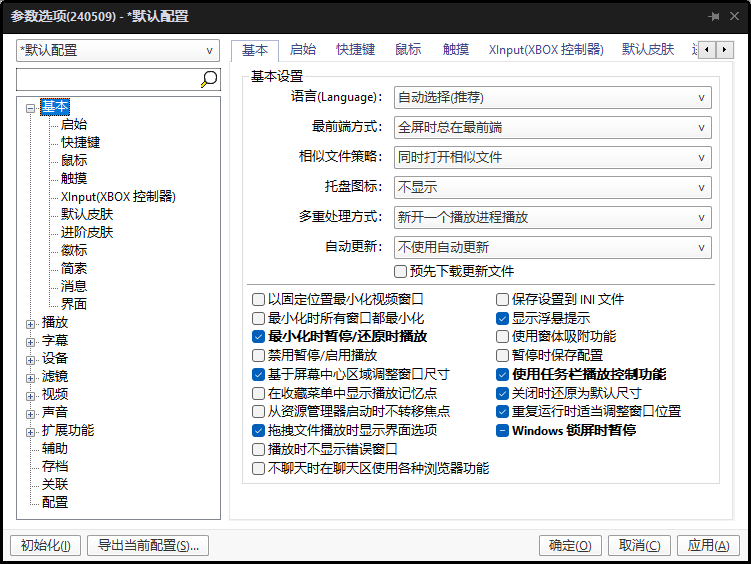 参数选项(240509) - *默认配置
*默认配置
基本
启始
快捷键
鼠标
触摸
XInput(XBOX 控制器)
默认皮肤
进阶皮肤
徽标
简索
消息
界面
播放
字幕
设备
滤镜
视频
声音
扩展功能
辅助
存档
关联
配置
基本 启始 快捷键 鼠标 触摸 XInput(XBOX 控制器) 默认皮肤
基本设置
语言(Language): 自动选择(推荐)
最前端方式: 全屏时总在最前端
相似文件策略: 同时打开相似文件
托盘图标: 不显示
多重处理方式: 新开一个播放进程播放
自动更新: 不使用自动更新
预先下载更新文件
以固定位置最小化视频窗口
最小化时所有窗口都最小化
最小化时暂停/还原时播放
禁用暂停/启用播放
基于屏幕中心区域调整窗口尺寸
在收藏菜单中显示播放记忆点
从资源管理器启动时不转移焦点
拖拽文件播放时显示界面选项
播放时不显示错误窗口
不聊天时在聊天区使用各种浏览器功能
保存设置到 INI 文件
显示浮悬提示
使用窗体吸附功能
暂停时保存配置
使用任务栏播放控制功能
关闭时还原为默认尺寸
重复运行时适当调整窗口位置
Windows 锁屏时暂停
初始化(I) 导出当前配置(S)... 确定(O) 取消(C) 应用(A)